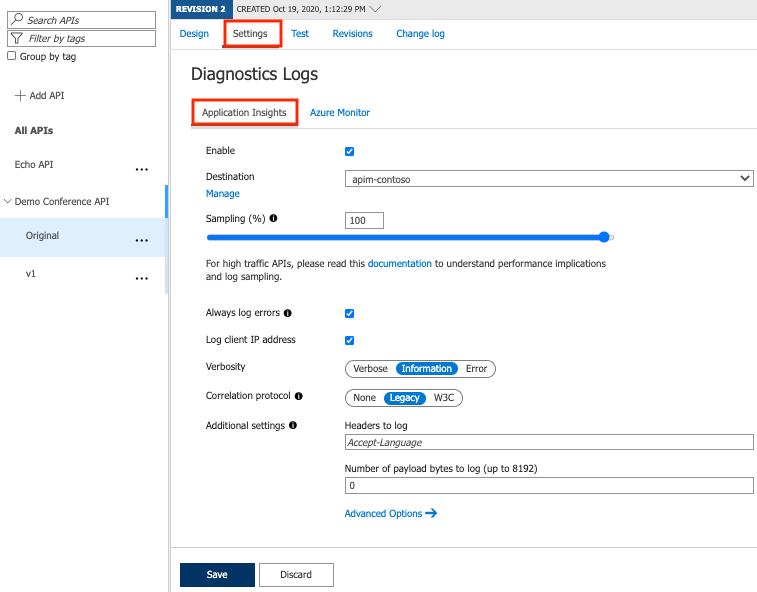 Search APIs
Filter by tags
Group by tag
Add API
All APIs
Echo API
Demo Conference API
Original
v1
REVISION 2 CREATED Oct 19, 2020, 1:12:29 PM
Design Settings Test Revisions Change log
Diagnostics Logs
Application Insights Azure Monitor
Enable
Destination apim-contoso
Manage
Sampling (%) 100
For high traffic APIs, please read this documentation to understand performance implications
and log sampling.
Always log errors
Log client IP address
Verbosity Verbose Information Error
Correlation protocol None Legacy W3C
Additional settings Headers to log
Accept-Language
Number of payload bytes to log (up to 8192)
0
Advanced Options
Save Discard